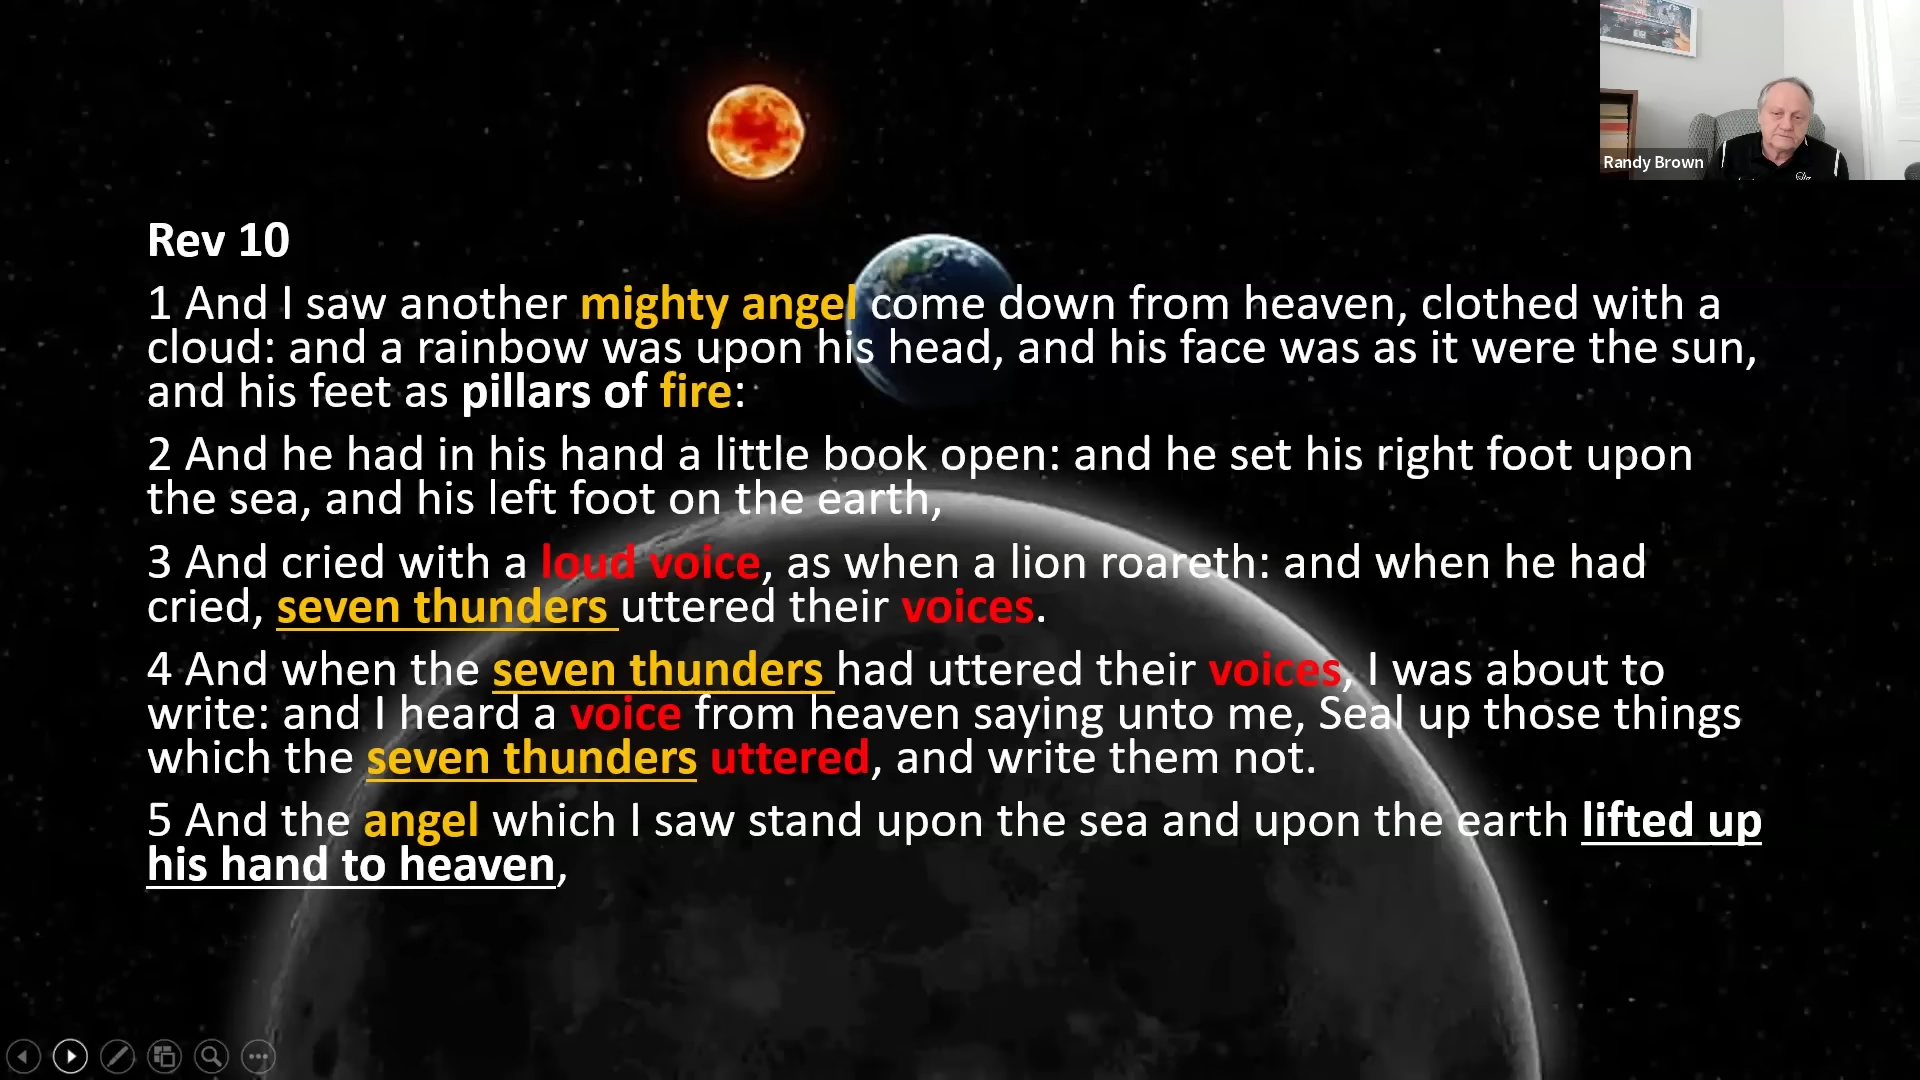 Randy Brown
Rev 10
1 And I saw another mighty angel come down from heaven, clothed with a
cloud: and a rainbow was upon his head, and his face was as it were the sun,
and his feet as pillars of fire:
2 And he had in his hand a little book open: and he set his right foot upon
the sea, and his left foot on the earth,
3 And cried with a loud voice, as when a lion roareth: and when he had
cried, seven thunders uttered their voices.
4 And when the seven thunders had uttered their voices, I was about to
write: and I heard a voice from heaven saying unto me, Seal up those things
which the seven thunders uttered, and write them not.
5 And the angel which I saw stand upon the sea and upon the earth lifted up
his hand to heaven,